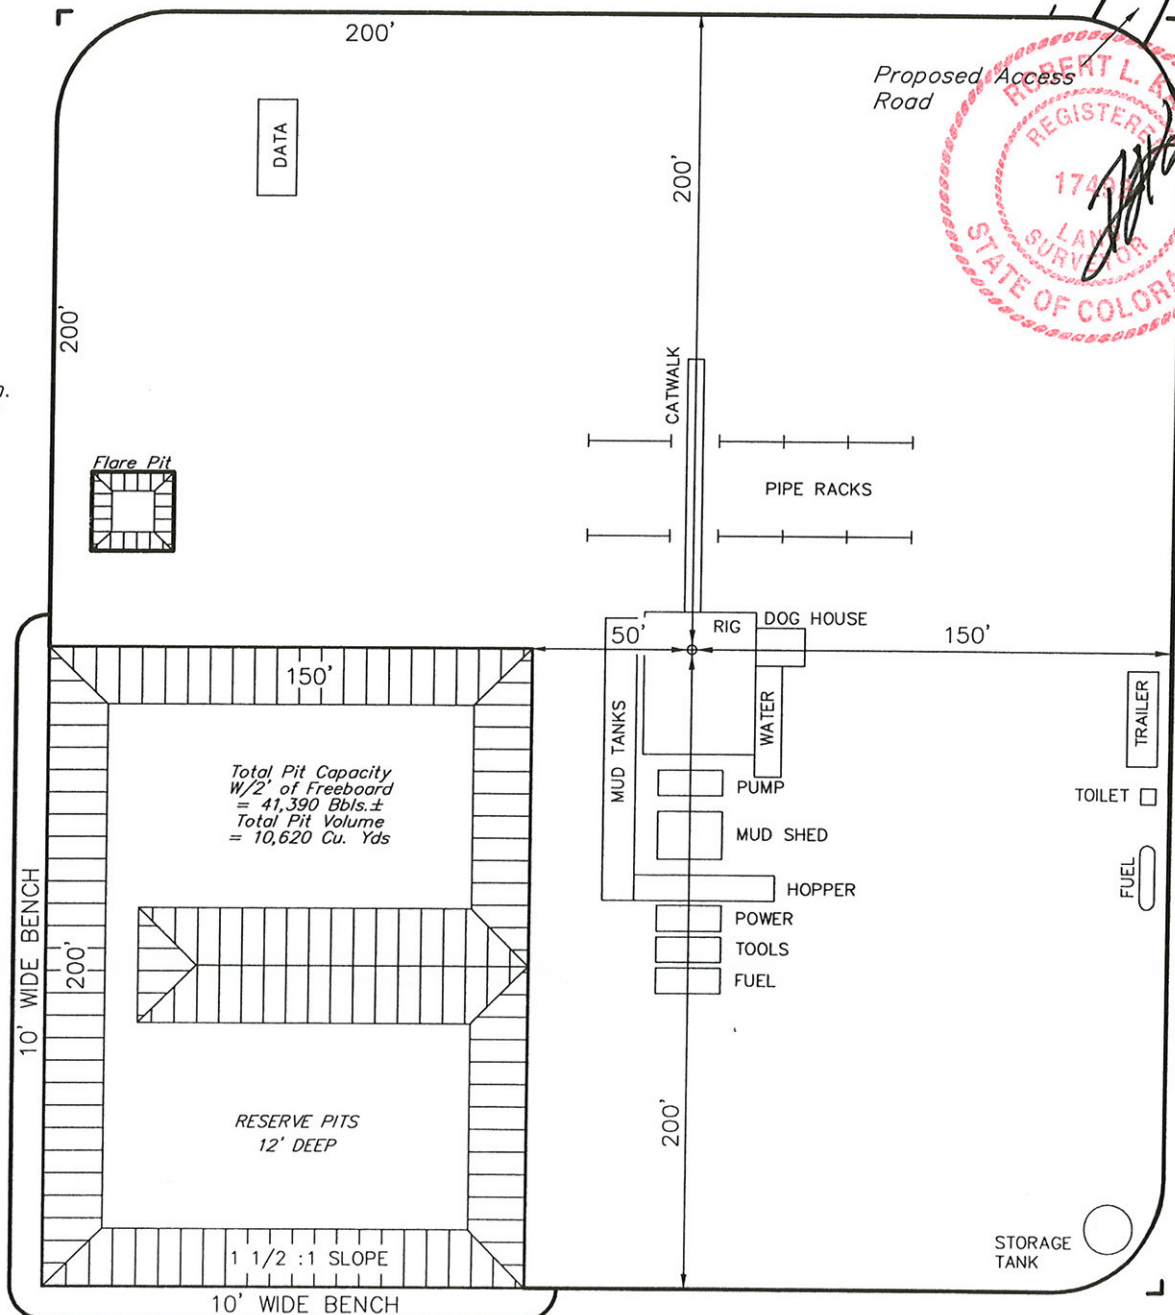 200'
Proposed Access
Road
ROBERT L.
REGISTERED
LAND
SURVEYOR
STATE OF
DATA
200'
200'
CATWALK
Flare Pit
PIPE RACKS
RIG
DOG HOUSE
50'
150'
150'
MUD TANKS
WATER
TRAILER
Total Pit Capacity
W/2' of Freeboard
= 41,390 Bbls.±
Total Pit Volume
= 10,620 Cu. Yds
PUMP
TOILET
MUD SHED
FUEL
HOPPER
POWER
TOOLS
FUEL
10' WIDE BENCH
200'
RESERVE PITS
12' DEEP
200'
1 1/2 :1 SLOPE
STORAGE
TANK
10' WIDE BENCH